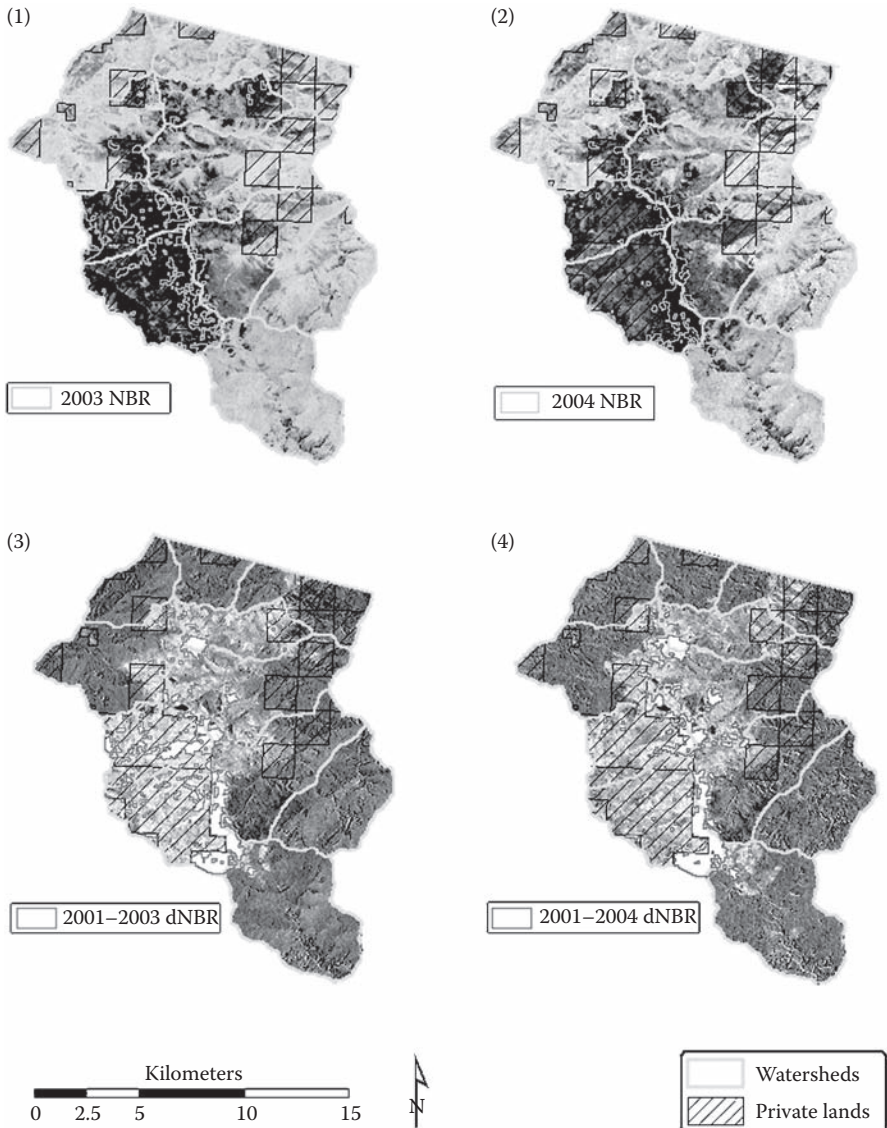 (1)
(2)
2003 NBR
2004 NBR
(3)
(4)
2001–2003 dNBR
2001–2004 dNBR
Kilometers
0 2.5 5 10 15
N
Watersheds
Private lands